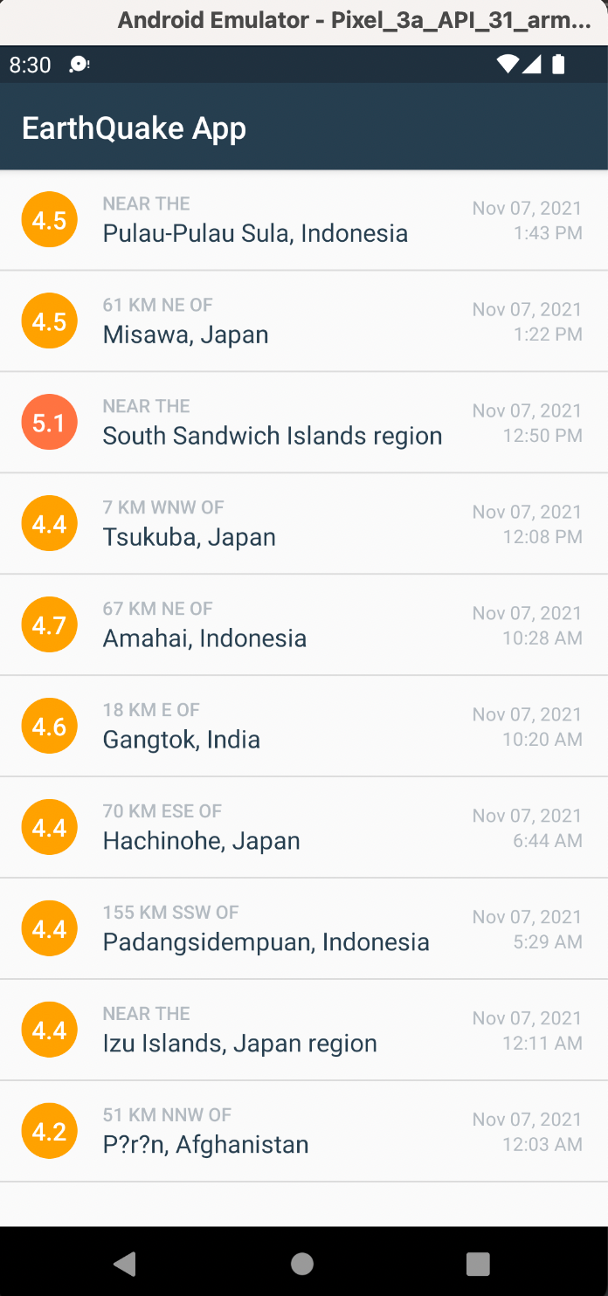 Android Emulator - Pixel_3a_API_31_arm...
8:30
EarthQuake App
4.5
NEAR THE
Pulau-Pulau Sula, Indonesia
Nov 07, 2021
1:43 PM
4.5
61 KM NE OF
Misawa, Japan
Nov 07, 2021
1:22 PM
5.1
NEAR THE
South Sandwich Islands region
Nov 07, 2021
12:50 PM
4.4
7 KM WNW OF
Tsukuba, Japan
Nov 07, 2021
12:08 PM
4.7
67 KM NE OF
Amahai, Indonesia
Nov 07, 2021
10:28 AM
4.6
18 KM E OF
Gangtok, India
Nov 07, 2021
10:20 AM
4.4
70 KM ESE OF
Hachinohe, Japan
Nov 07, 2021
6:44 AM
4.4
155 KM SSW OF
Padangsidempuan, Indonesia
Nov 07, 2021
5:29 AM
4.4
NEAR THE
Izu Islands, Japan region
Nov 07, 2021
12:11 AM
4.2
51 KM NNW OF
P?r?n, Afghanistan
Nov 07, 2021
12:03 AM